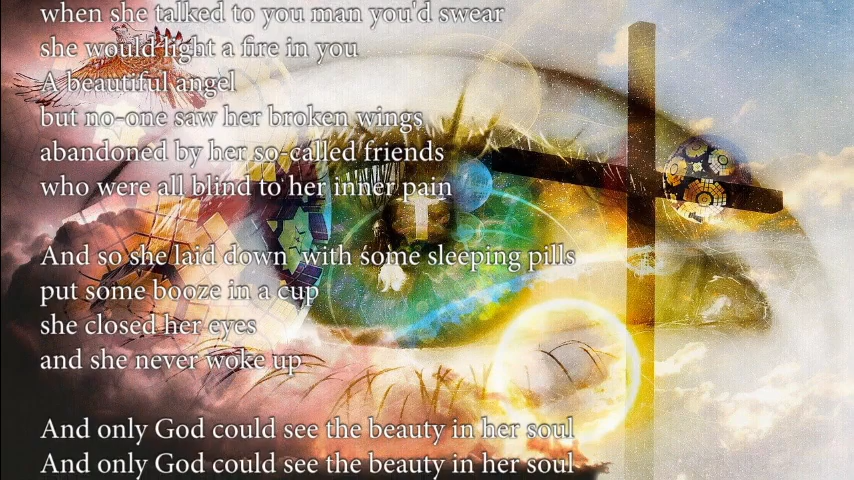 when she talked to you man you'd swear
she would light a fire in you
A beautiful angel
but no-one saw her broken wings
abandoned by her so-called friends
who were all blind to her inner pain
And so she laid down with some sleeping pills
put some booze in a cup
she closed her eyes
and she never woke up
And only God could see the beauty in her soul
And only God could see the beauty in her soul